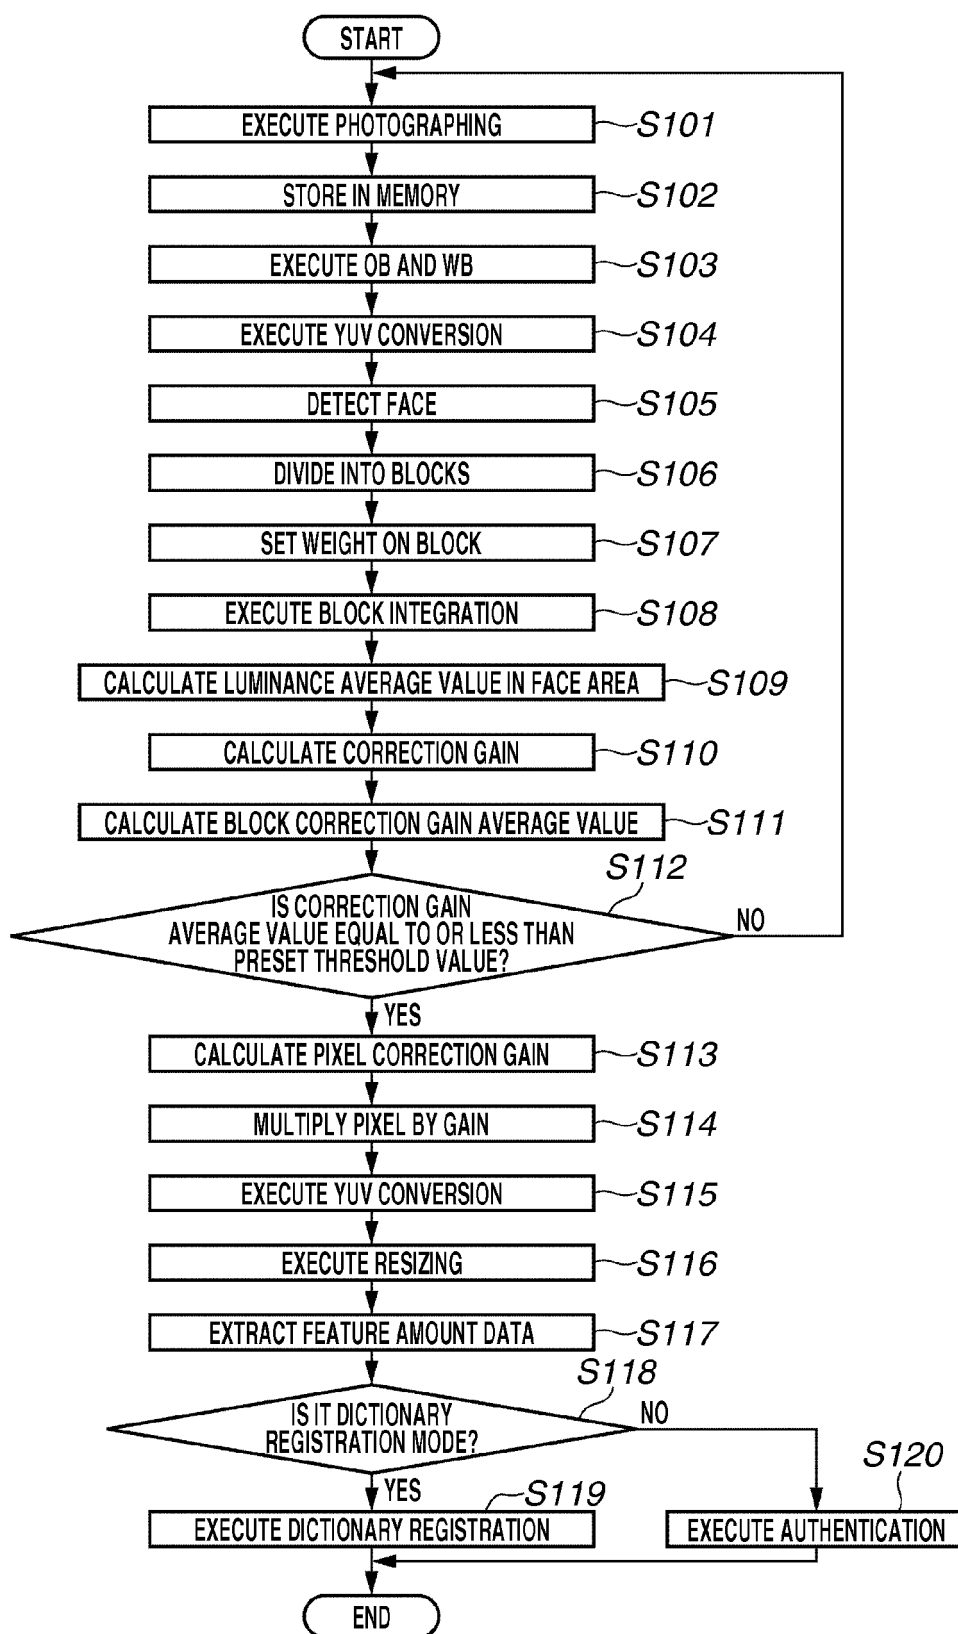 START
EXECUTE PHOTOGRAPHING
S101
STORE IN MEMORY
S102
EXECUTE OB AND WB
S103
EXECUTE YUV CONVERSION
S104
DETECT FACE
S105
DIVIDE INTO BLOCKS
S106
SET WEIGHT ON BLOCK
S107
EXECUTE BLOCK INTEGRATION
S108
CALCULATE LUMINANCE AVERAGE VALUE IN FACE AREA
S109
CALCULATE CORRECTION GAIN
S110
CALCULATE BLOCK CORRECTION GAIN AVERAGE VALUE
S111
S112
IS CORRECTION GAIN
AVERAGE VALUE EQUAL TO OR LESS THAN
PRESET THRESHOLD VALUE?
NO
YES
CALCULATE PIXEL CORRECTION GAIN
S113
MULTIPLY PIXEL BY GAIN
S114
EXECUTE YUV CONVERSION
S115
EXECUTE RESIZING
S116
EXTRACT FEATURE AMOUNT DATA
S117
S118
IS IT DICTIONARY
REGISTRATION MODE?
NO
YES
S119
EXECUTE DICTIONARY REGISTRATION
S120
EXECUTE AUTHENTICATION
END